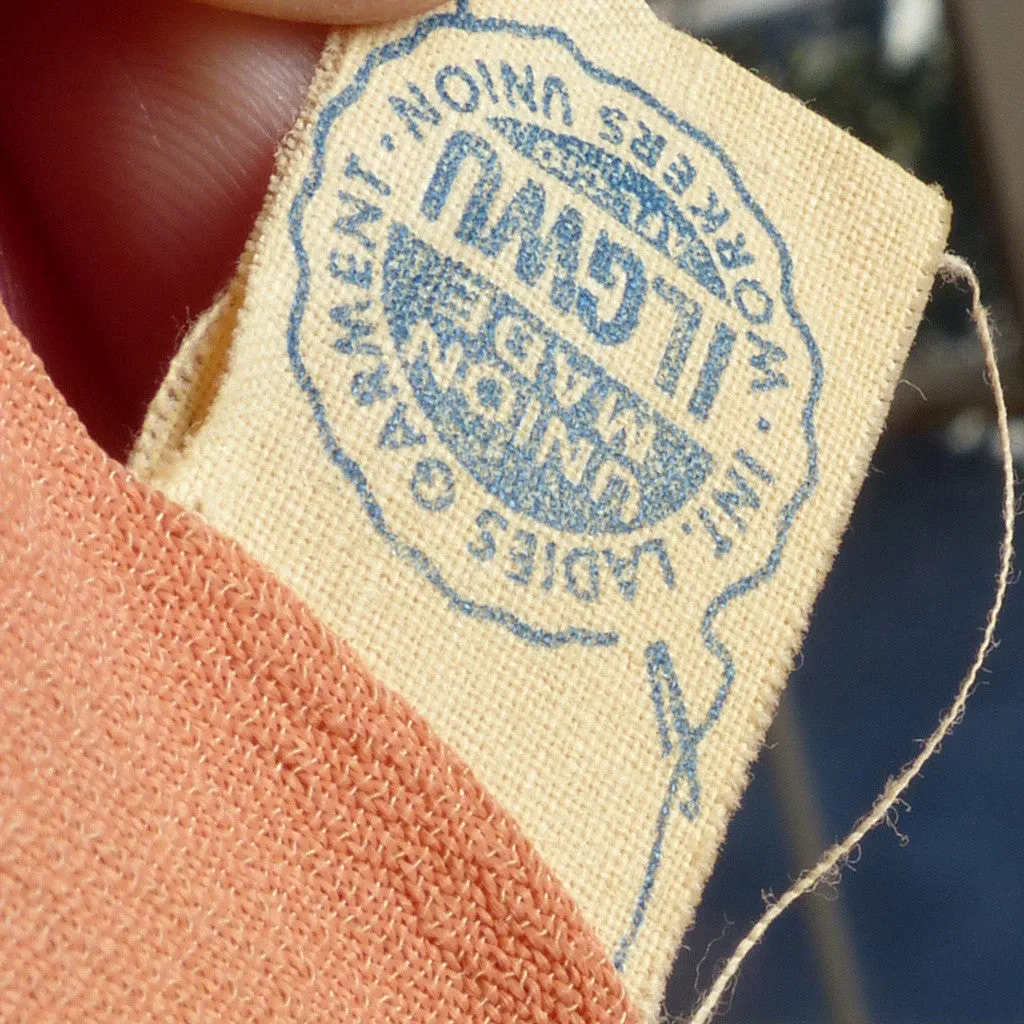 INT. LADIES GARMENT ·
UNION
MADE
ILGWU
WORKERS UNION ·